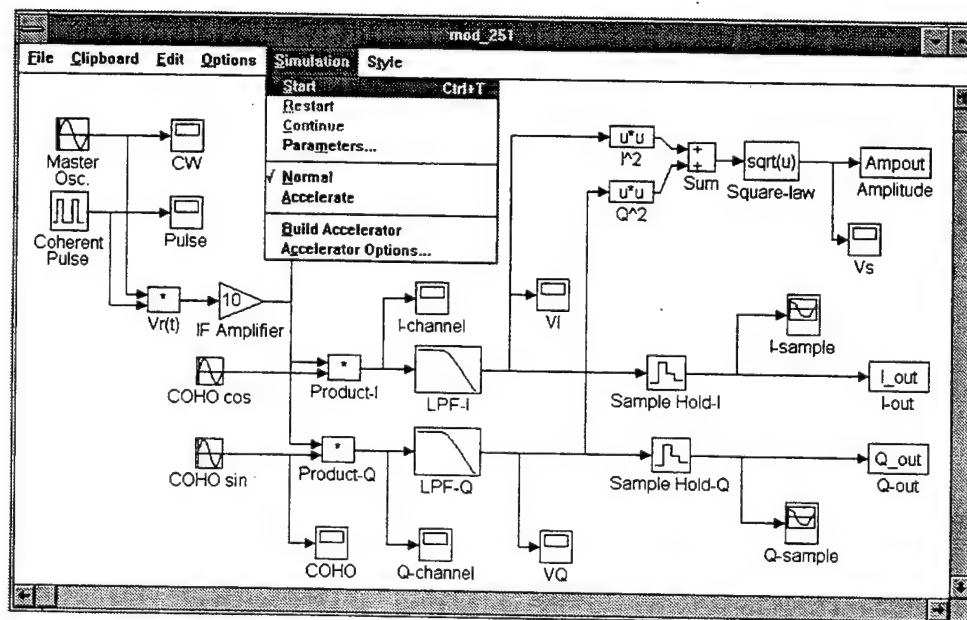 mod_251
File Clipboard Edit Options Simulation Style
Start Ctrl+T
Restart
Continue
Parameters...
√ Normal
Accelerate
Build Accelerator
Accelerator Options...
Master
Osc.
CW
Coherent
Pulse
Pulse
*
Vr(t)
10
IF Amplifier
u*u
I^2
u*u
Q^2
+
+
Sum
sqrt(u)
Square-law
Ampout
Amplitude
Vs
I-channel
VI
I-sample
COHO cos
*
Product-I
LPF-I
Sample Hold-I
I_out
I-out
COHO sin
*
Product-Q
LPF-Q
Sample Hold-Q
Q_out
Q-out
COHO
Q-channel
VQ
Q-sample